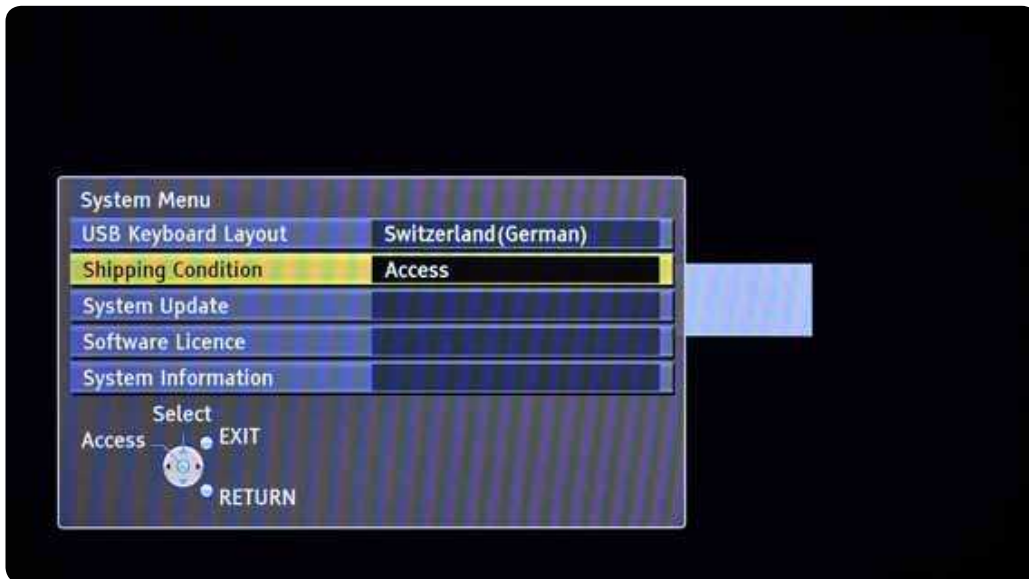 System Menu
USB Keyboard Layout Switzerland(German)
Shipping Condition Access
System Update
Software Licence
System Information
Select
Access EXIT
RETURN